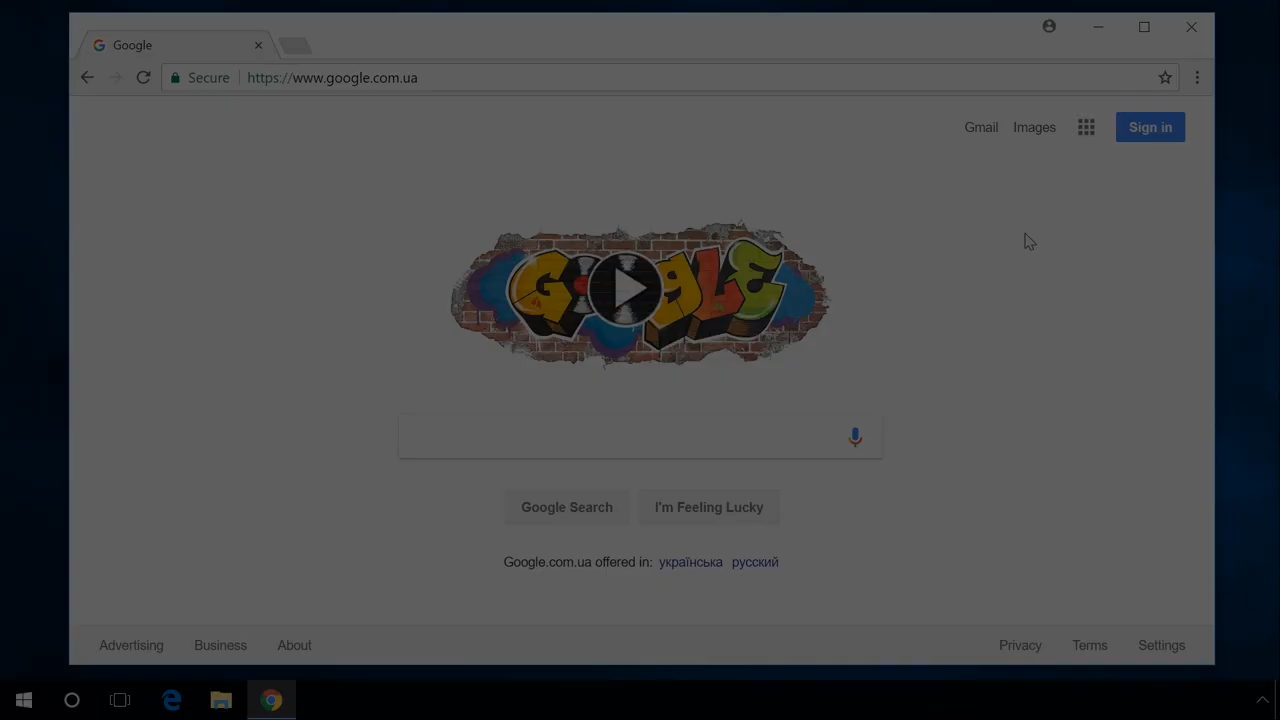 Google
Secure https://www.google.com.ua
Gmail Images Sign in
GOOGLE
Google Search I'm Feeling Lucky
Google.com.ua offered in: українська русский
Advertising Business About Privacy Terms Settings